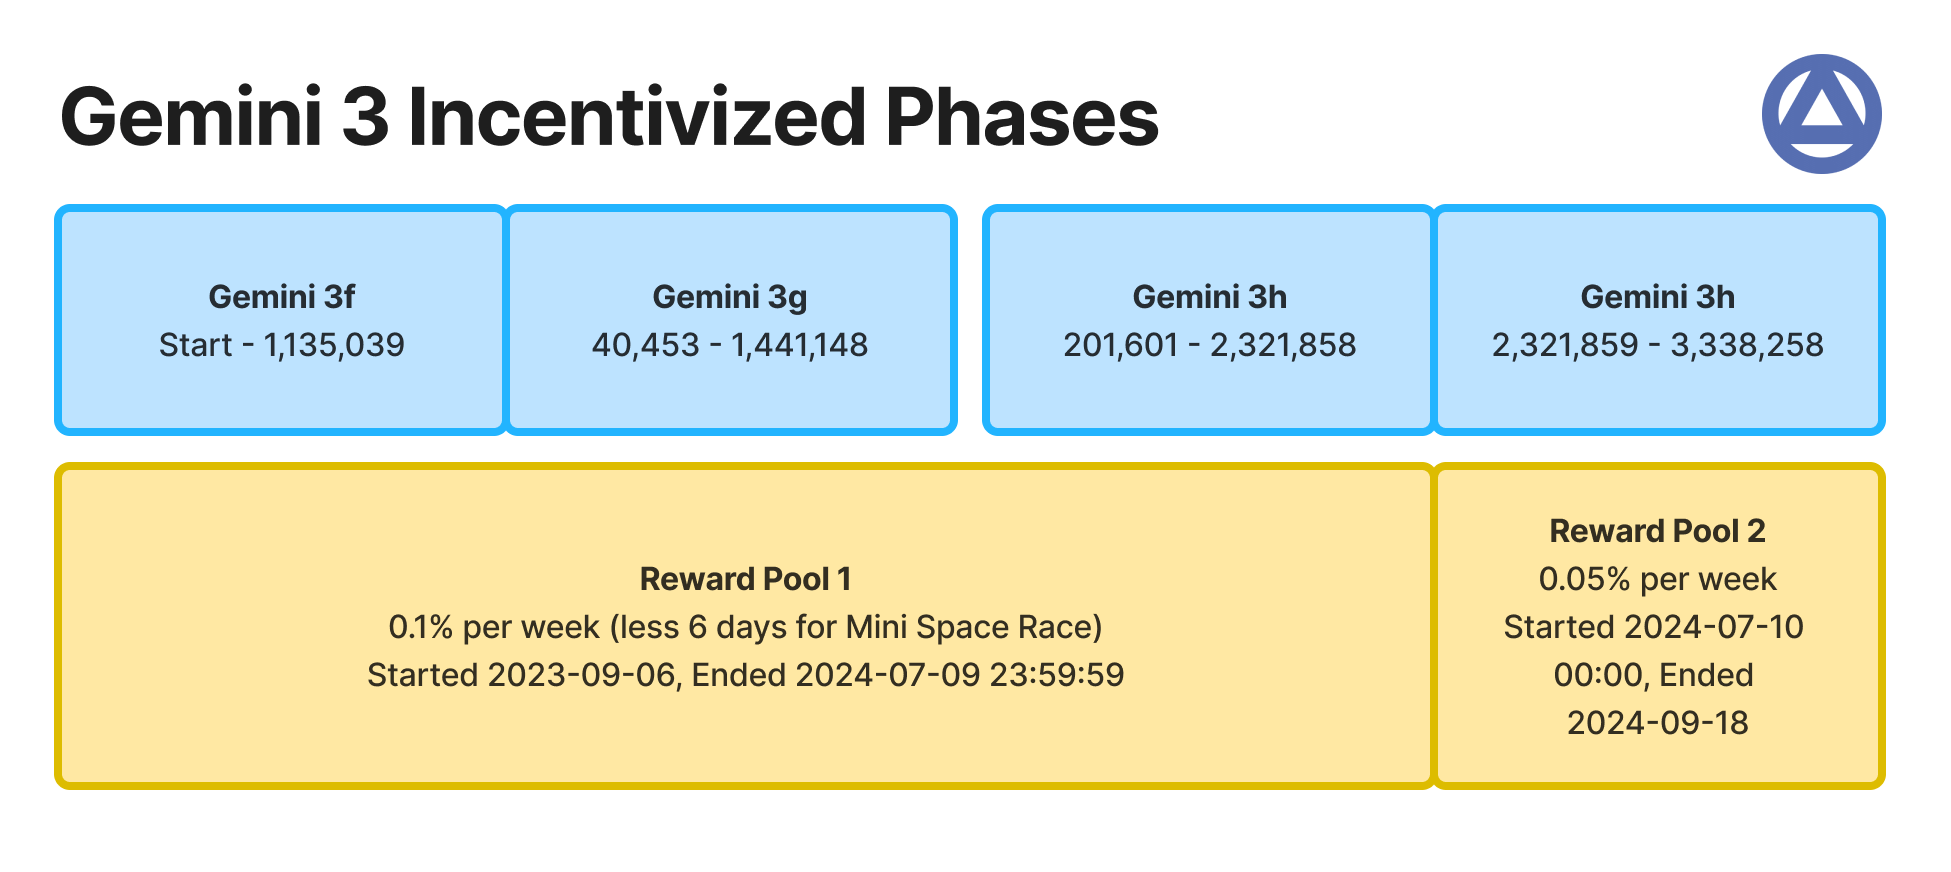 Gemini 3 Incentivized Phases
Gemini 3f
Start - 1,135,039
Gemini 3g
40,453 - 1,441,148
Gemini 3h
201,601 - 2,321,858
Gemini 3h
2,321,859 - 3,338,258
Reward Pool 1
0.1% per week (less 6 days for Mini Space Race)
Started 2023-09-06, Ended 2024-07-09 23:59:59
Reward Pool 2
0.05% per week
Started 2024-07-10
00:00, Ended
2024-09-18